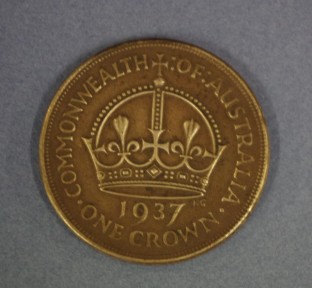 COMMONWEALTH : OF · AUSTRALIA
1937
· ONE CROWN ·